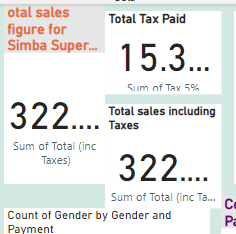 otal sales
figure for
Simba Super...
322....
Sum of Total (inc
Taxes)
Total Tax Paid
15.3...
Sum of Tax 5%
Total sales including
Taxes
322....
Sum of Total (inc Ta...
Count of Gender by Gender and
Payment
Co
Pa